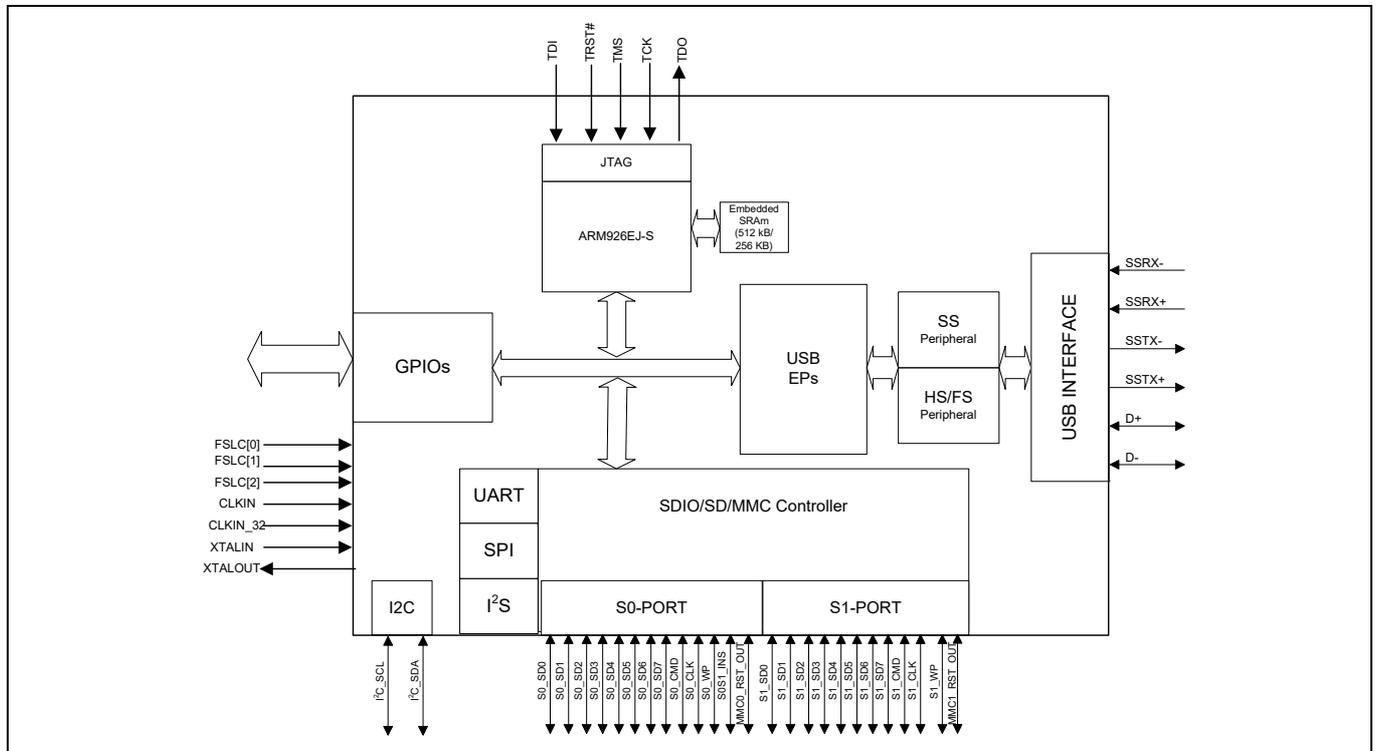 TDI
TRST#
TMS
TCK
TDO
JTAG
ARM926EJ-S
Embedded
SRAm
(512 kB/
256 KB)
GPIOs
USB
EPs
SS
Peripheral
HS/FS
Peripheral
USB INTERFACE
SSRX-
SSRX+
SSTX-
SSTX+
D+
D-
FSLC[0]
FSLC[1]
FSLC[2]
CLKIN
CLKIN_32
XTALIN
XTALOUT
UART
SPI
I²S
SDIO/SD/MMC Controller
I2C
S0-PORT
S1-PORT
I²C_SCL
I²C_SDA
S0_SD0
S0_SD1
S0_SD2
S0_SD3
S0_SD4
S0_SD5
S0_SD6
S0_SD7
S0_CMD
S0_CLK
S0_WP
S0S1_INS
MMC0_RST_OUT
S1_SD0
S1_SD1
S1_SD2
S1_SD3
S1_SD4
S1_SD5
S1_SD6
S1_SD7
S1_CMD
S1_CLK
S1_WP
MMC1_RST_OUT